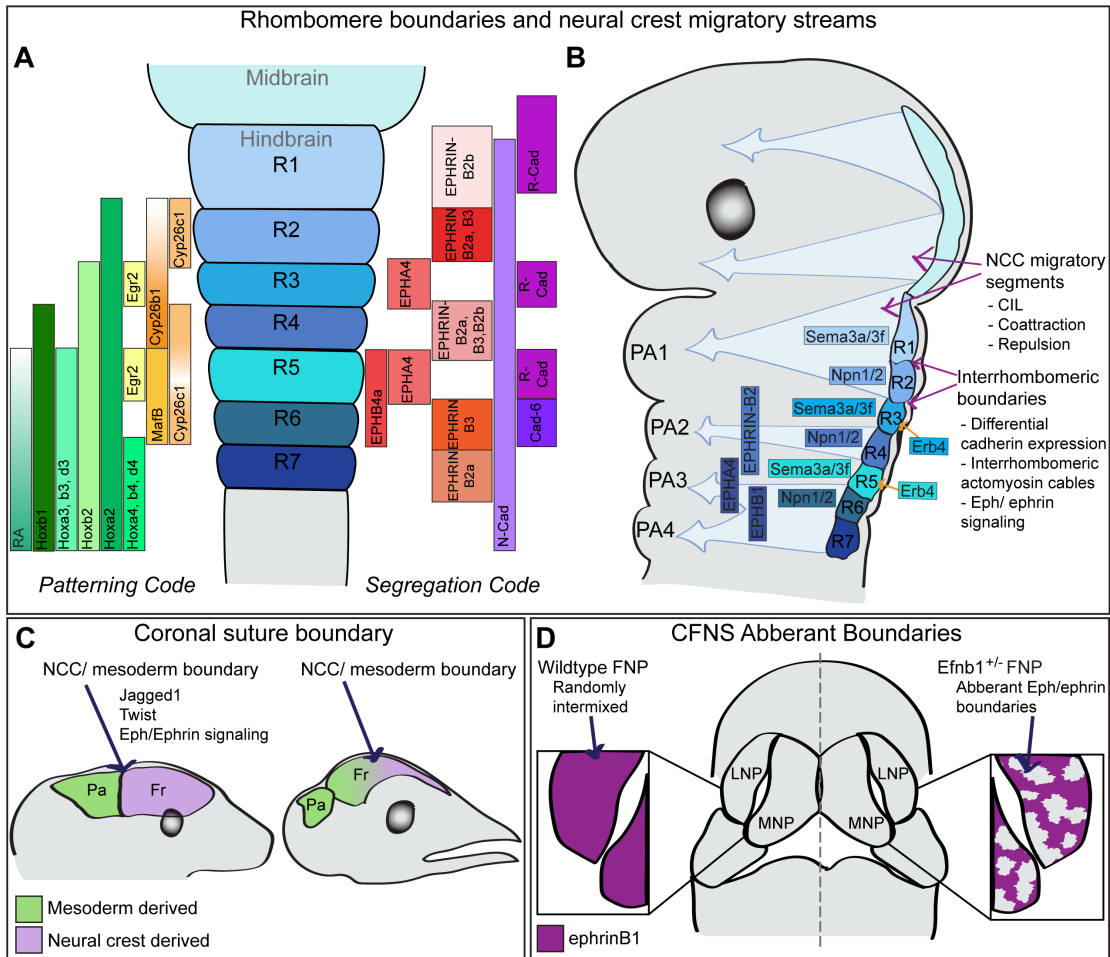 Rhombomere boundaries and neural crest migratory streams
A
Midbrain
Hindbrain
R1
R2
R3
R4
R5
R6
R7
RA
Hoxb1
Hoxa3, b3, d3
Hoxb2
Hoxa2
Hoxa4, b4, d4
Egr2
Egr2
Cyp26b1
MafB
Cyp26c1
Cyp26c1
EPHB4a
EPHA4
EPHA4
EPHRIN-
B2b
EPHRIN
B2a, B3
EPHRIN-
B2a,
B3,-B2b
EPHRIN
B3
EPHRIN
B2a
N-Cad
R-Cad
R-
Cad
R-
Cad
Cad-6
Patterning Code
Segregation Code
B
PA1
PA2
PA3
PA4
Sema3a/3f
Npn1/2
Sema3a/3f
Npn1/2
Sema3a/3f
Npn1/2
EPHRIN-B2
EPHA4
EPHB1
R1
R2
R3
R4
R5
R6
R7
Erb4
Erb4
NCC migratory
segments
- CIL
- Coattraction
- Repulsion
Interrhombomeric
boundaries
- Differential
cadherin expression
- Interrhombomeric
actomyosin cables
- Eph/ ephrin
signaling
C
Coronal suture boundary
NCC/ mesoderm boundary
Jagged1
Twist
Eph/Ephrin signaling
NCC/ mesoderm boundary
Pa
Fr
Pa
Fr
Mesoderm derived
Neural crest derived
D
CFNS Abberant Boundaries
Wildtype FNP
Randomly
intermixed
Efnb1+/- FNP
Abberant Eph/ephrin
boundaries
LNP
LNP
MNP
MNP
ephrinB1